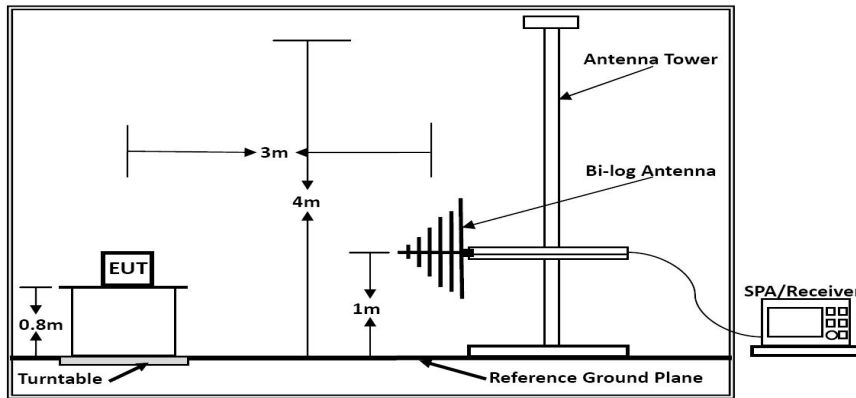 Antenna Tower
3m
Bi-log Antenna
4m
EUT
0.8m
1m
SPA/Receiver
Turntable
Reference Ground Plane